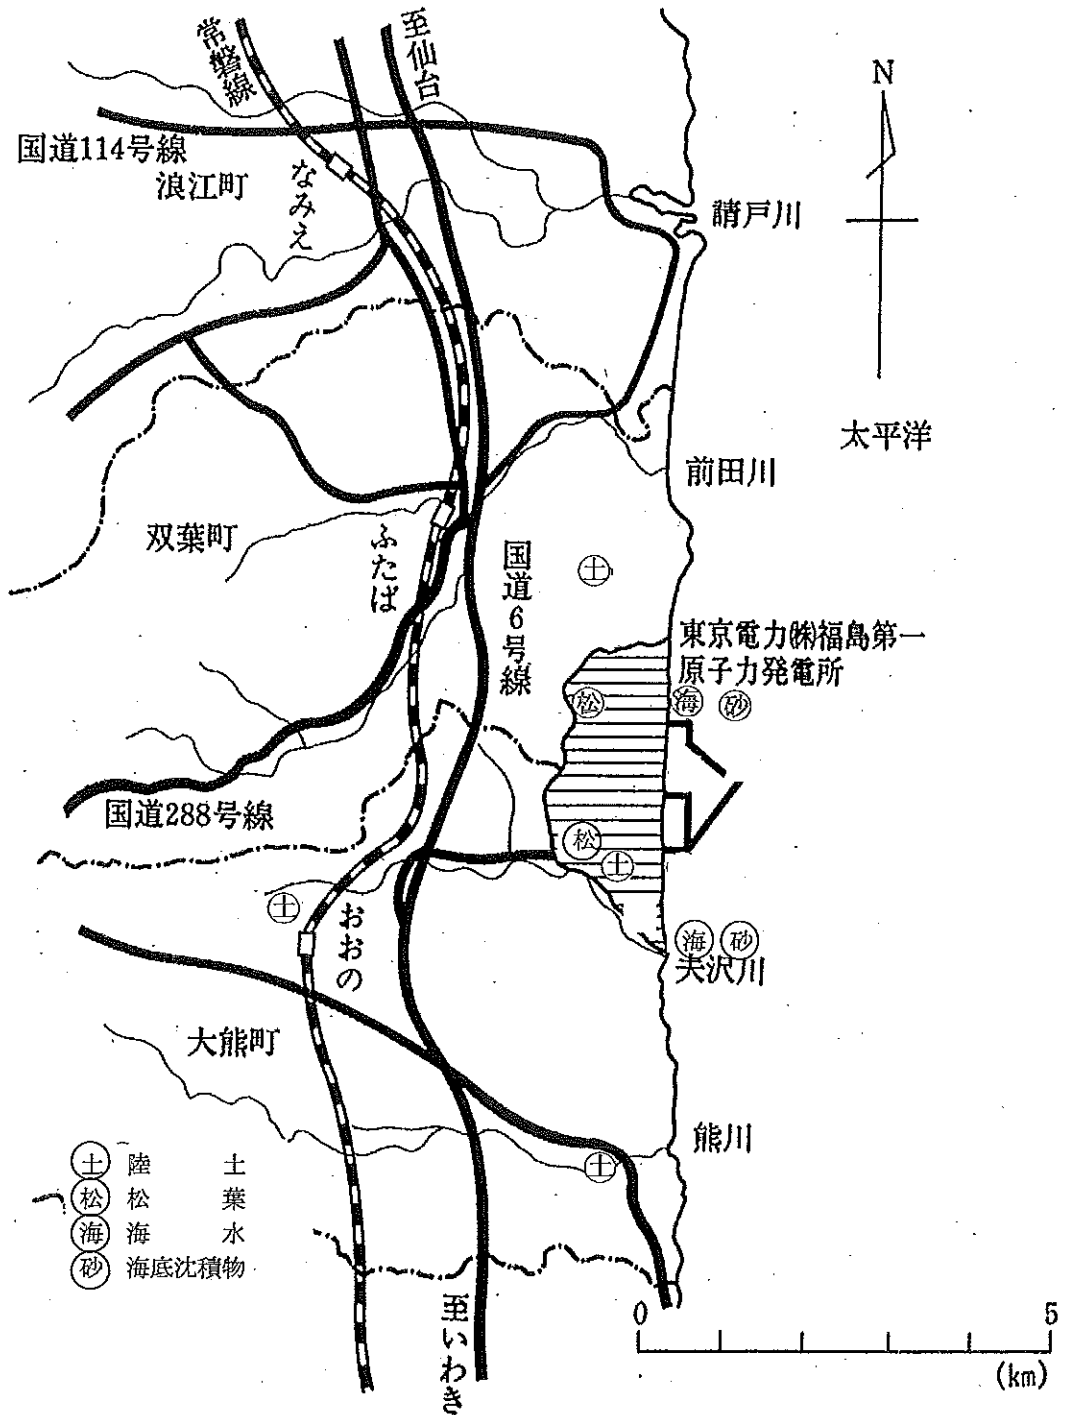 常磐線
至仙台
N
国道114号線
浪江町
なみえ
請戸川
太平洋
前田川
双葉町
ふたば
国道6号線
土
東京電力㈱福島第一
原子力発電所
松
海 砂
国道288号線
松
土
土
おおの
海 砂
夫沢川
大熊町
熊川
土
土 陸土
松 松葉
海 海水
砂 海底沈積物
至いわき
0 5
(km)